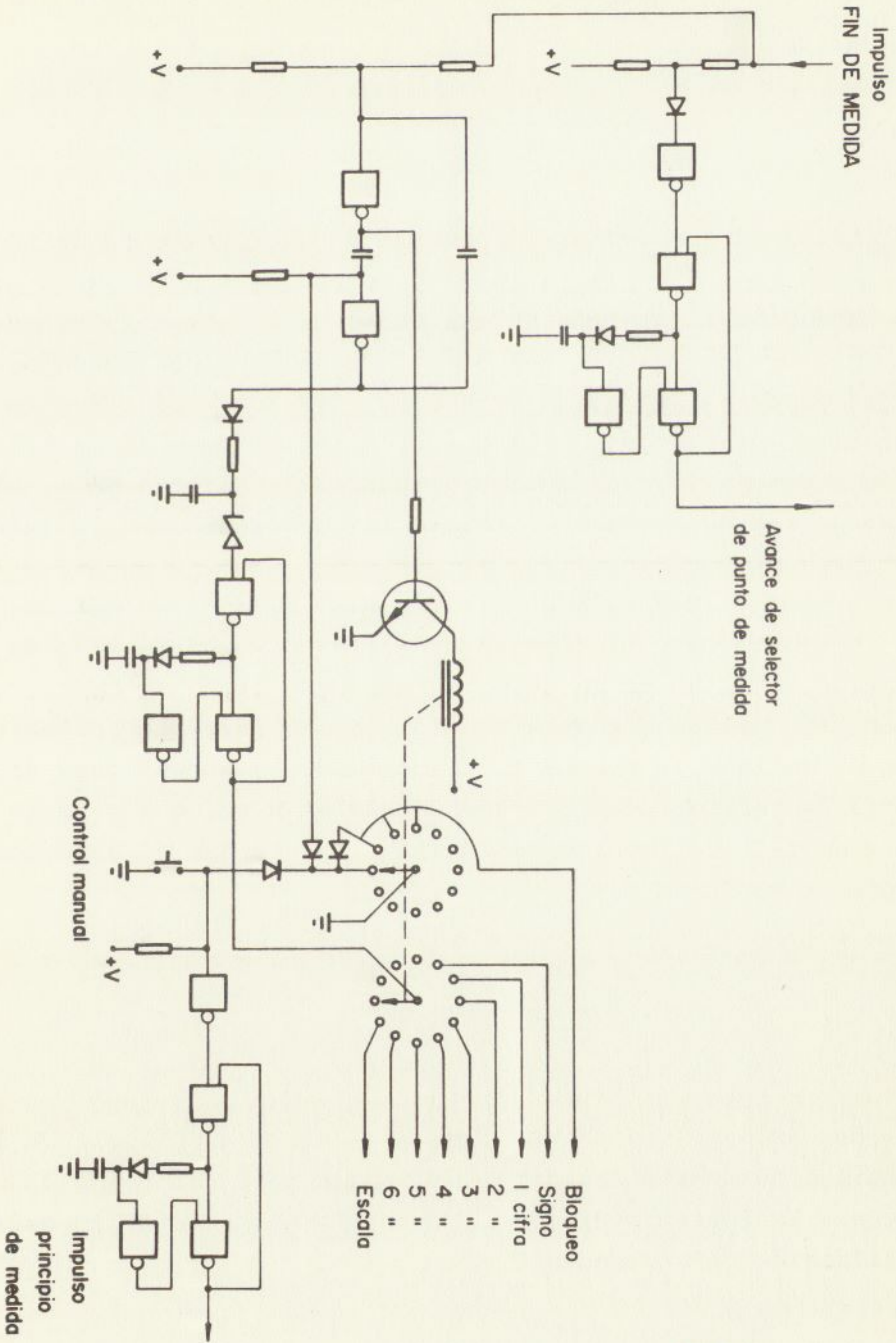 Impulso
FIN DE MEDIDA
+V
Avance de selector
de punto de medida
+V
+V
+V
Control manual
+V
Bloqueo
Signo
1 cifra
2 "
3 "
4 "
5 "
6 "
Escala
Impulso
principio
de medida